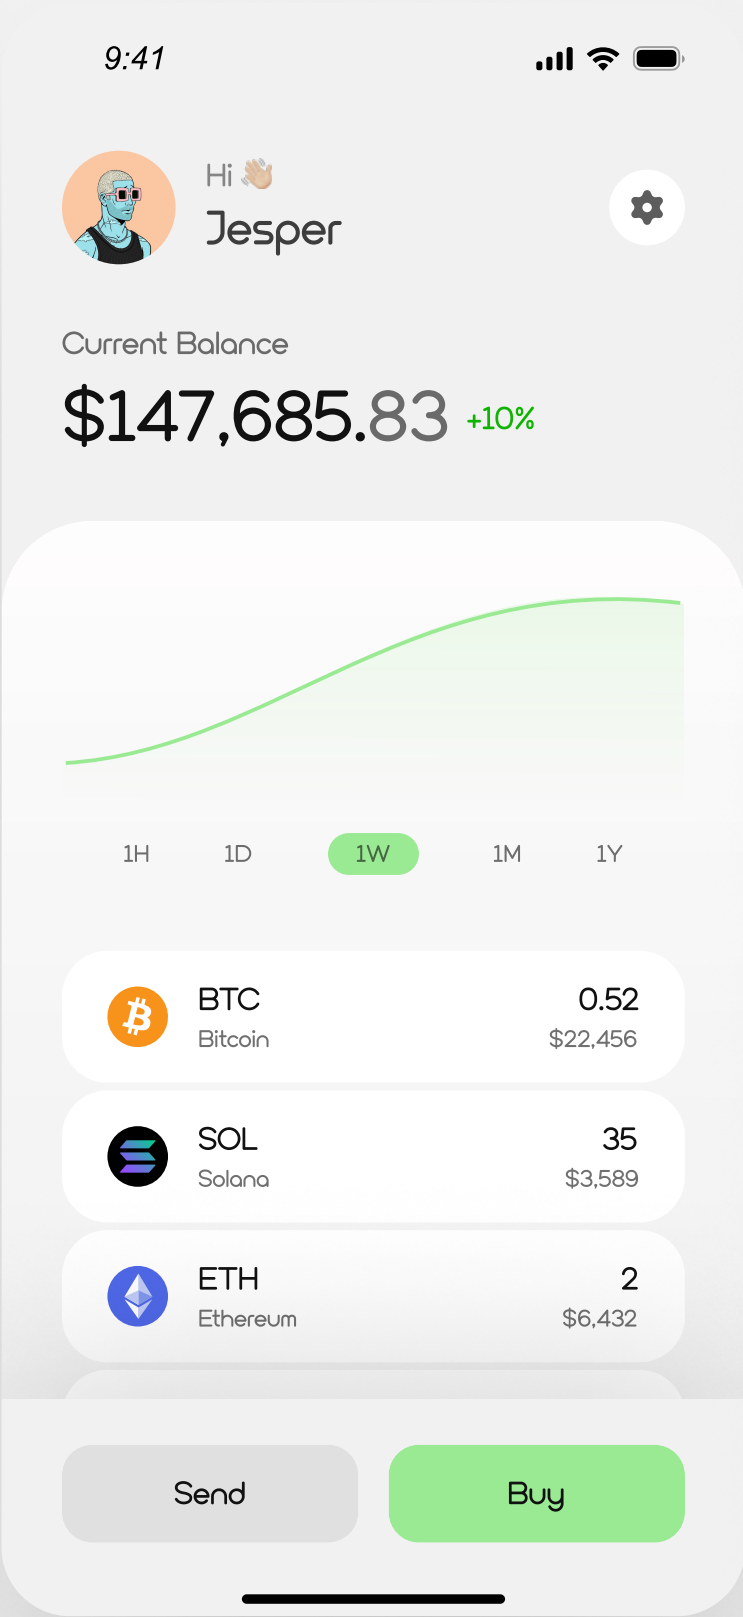 9:41
Hi 👋🏼
Jesper
Current Balance
$147,685.83 +10%
1H 1D 1W 1M 1Y
BTC 0.52
Bitcoin $22,456
SOL 35
Solana $3,589
ETH 2
Ethereum $6,432
Send Buy